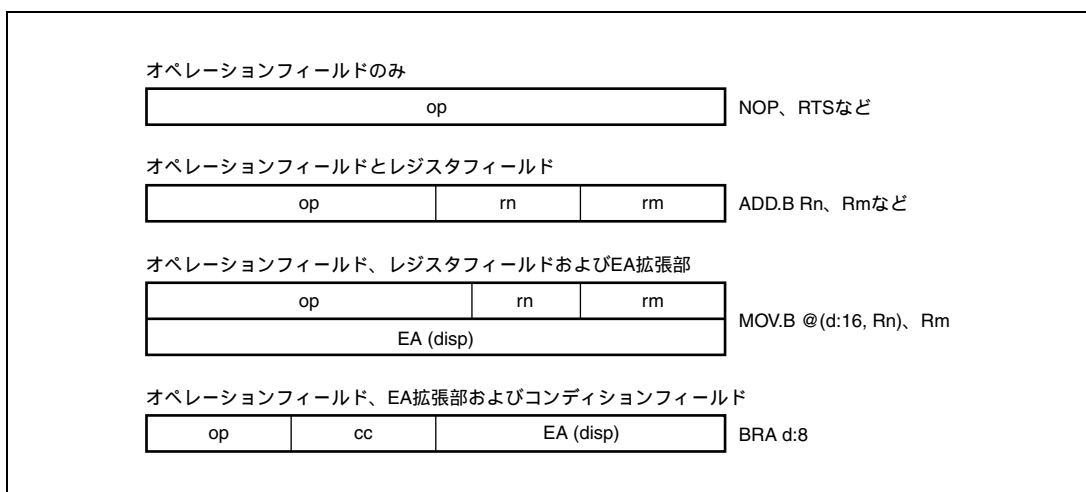 オペレーションフィールドのみ
op NOP、RTSなど
オペレーションフィールドとレジスタフィールド
op rn rm ADD.B Rn、Rmなど
オペレーションフィールド、レジスタフィールドおよびEA拡張部
op rn rm
EA (disp) MOV.B @(d:16, Rn)、Rm
オペレーションフィールド、EA拡張部およびコンディションフィールド
op cc EA (disp) BRA d:8